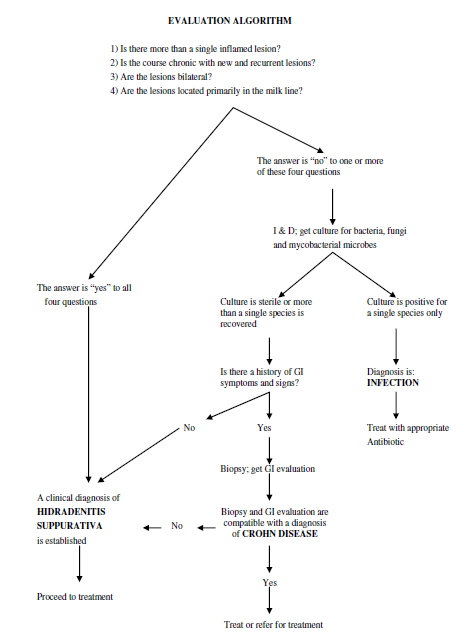 EVALUATION ALGORITHM
1) Is there more than a single inflamed lesion?
2) Is the course chronic with new and recurrent lesions?
3) Are the lesions bilateral?
4) Are the lesions located primarily in the milk line?
The answer is “no” to one or more
of these four questions
I & D; get culture for bacteria, fungi
and mycobacterial microbes
The answer is “yes” to all
four questions
Culture is sterile or more
than a single species is
recovered
Culture is positive for
a single species only
Is there a history of GI
symptoms and signs?
Diagnosis is:
INFECTION
No
Yes
Treat with appropriate
Antibiotic
Biopsy; get GI evaluation
A clinical diagnosis of
HIDRADENITIS
SUPPURATIVA
is established
No
Biopsy and GI evaluation are
compatible with a diagnosis
of CROHN DISEASE
Yes
Proceed to treatment
Treat or refer for treatment